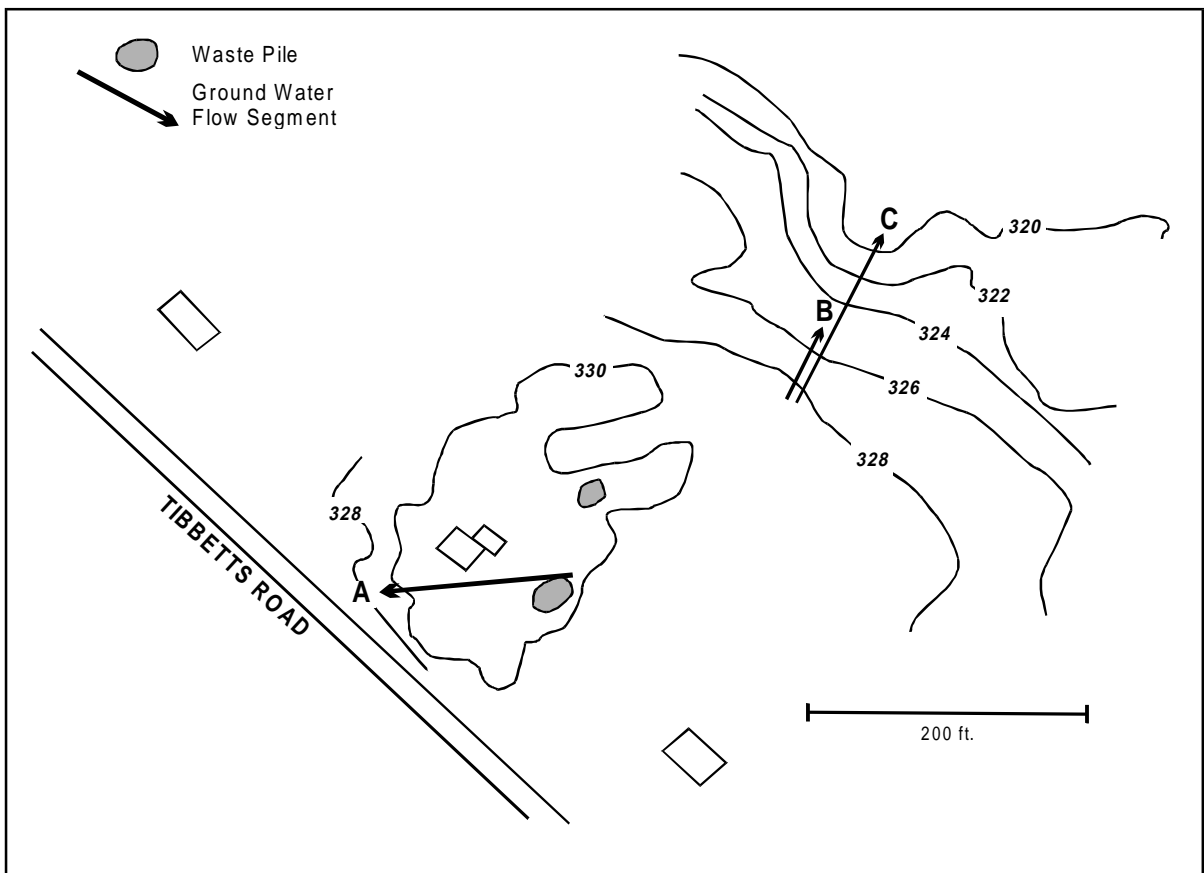 Waste Pile
Ground Water
Flow Segment
C
320
322
B
324
330
326
328
328
A
TIBBETTS ROAD
200 ft.